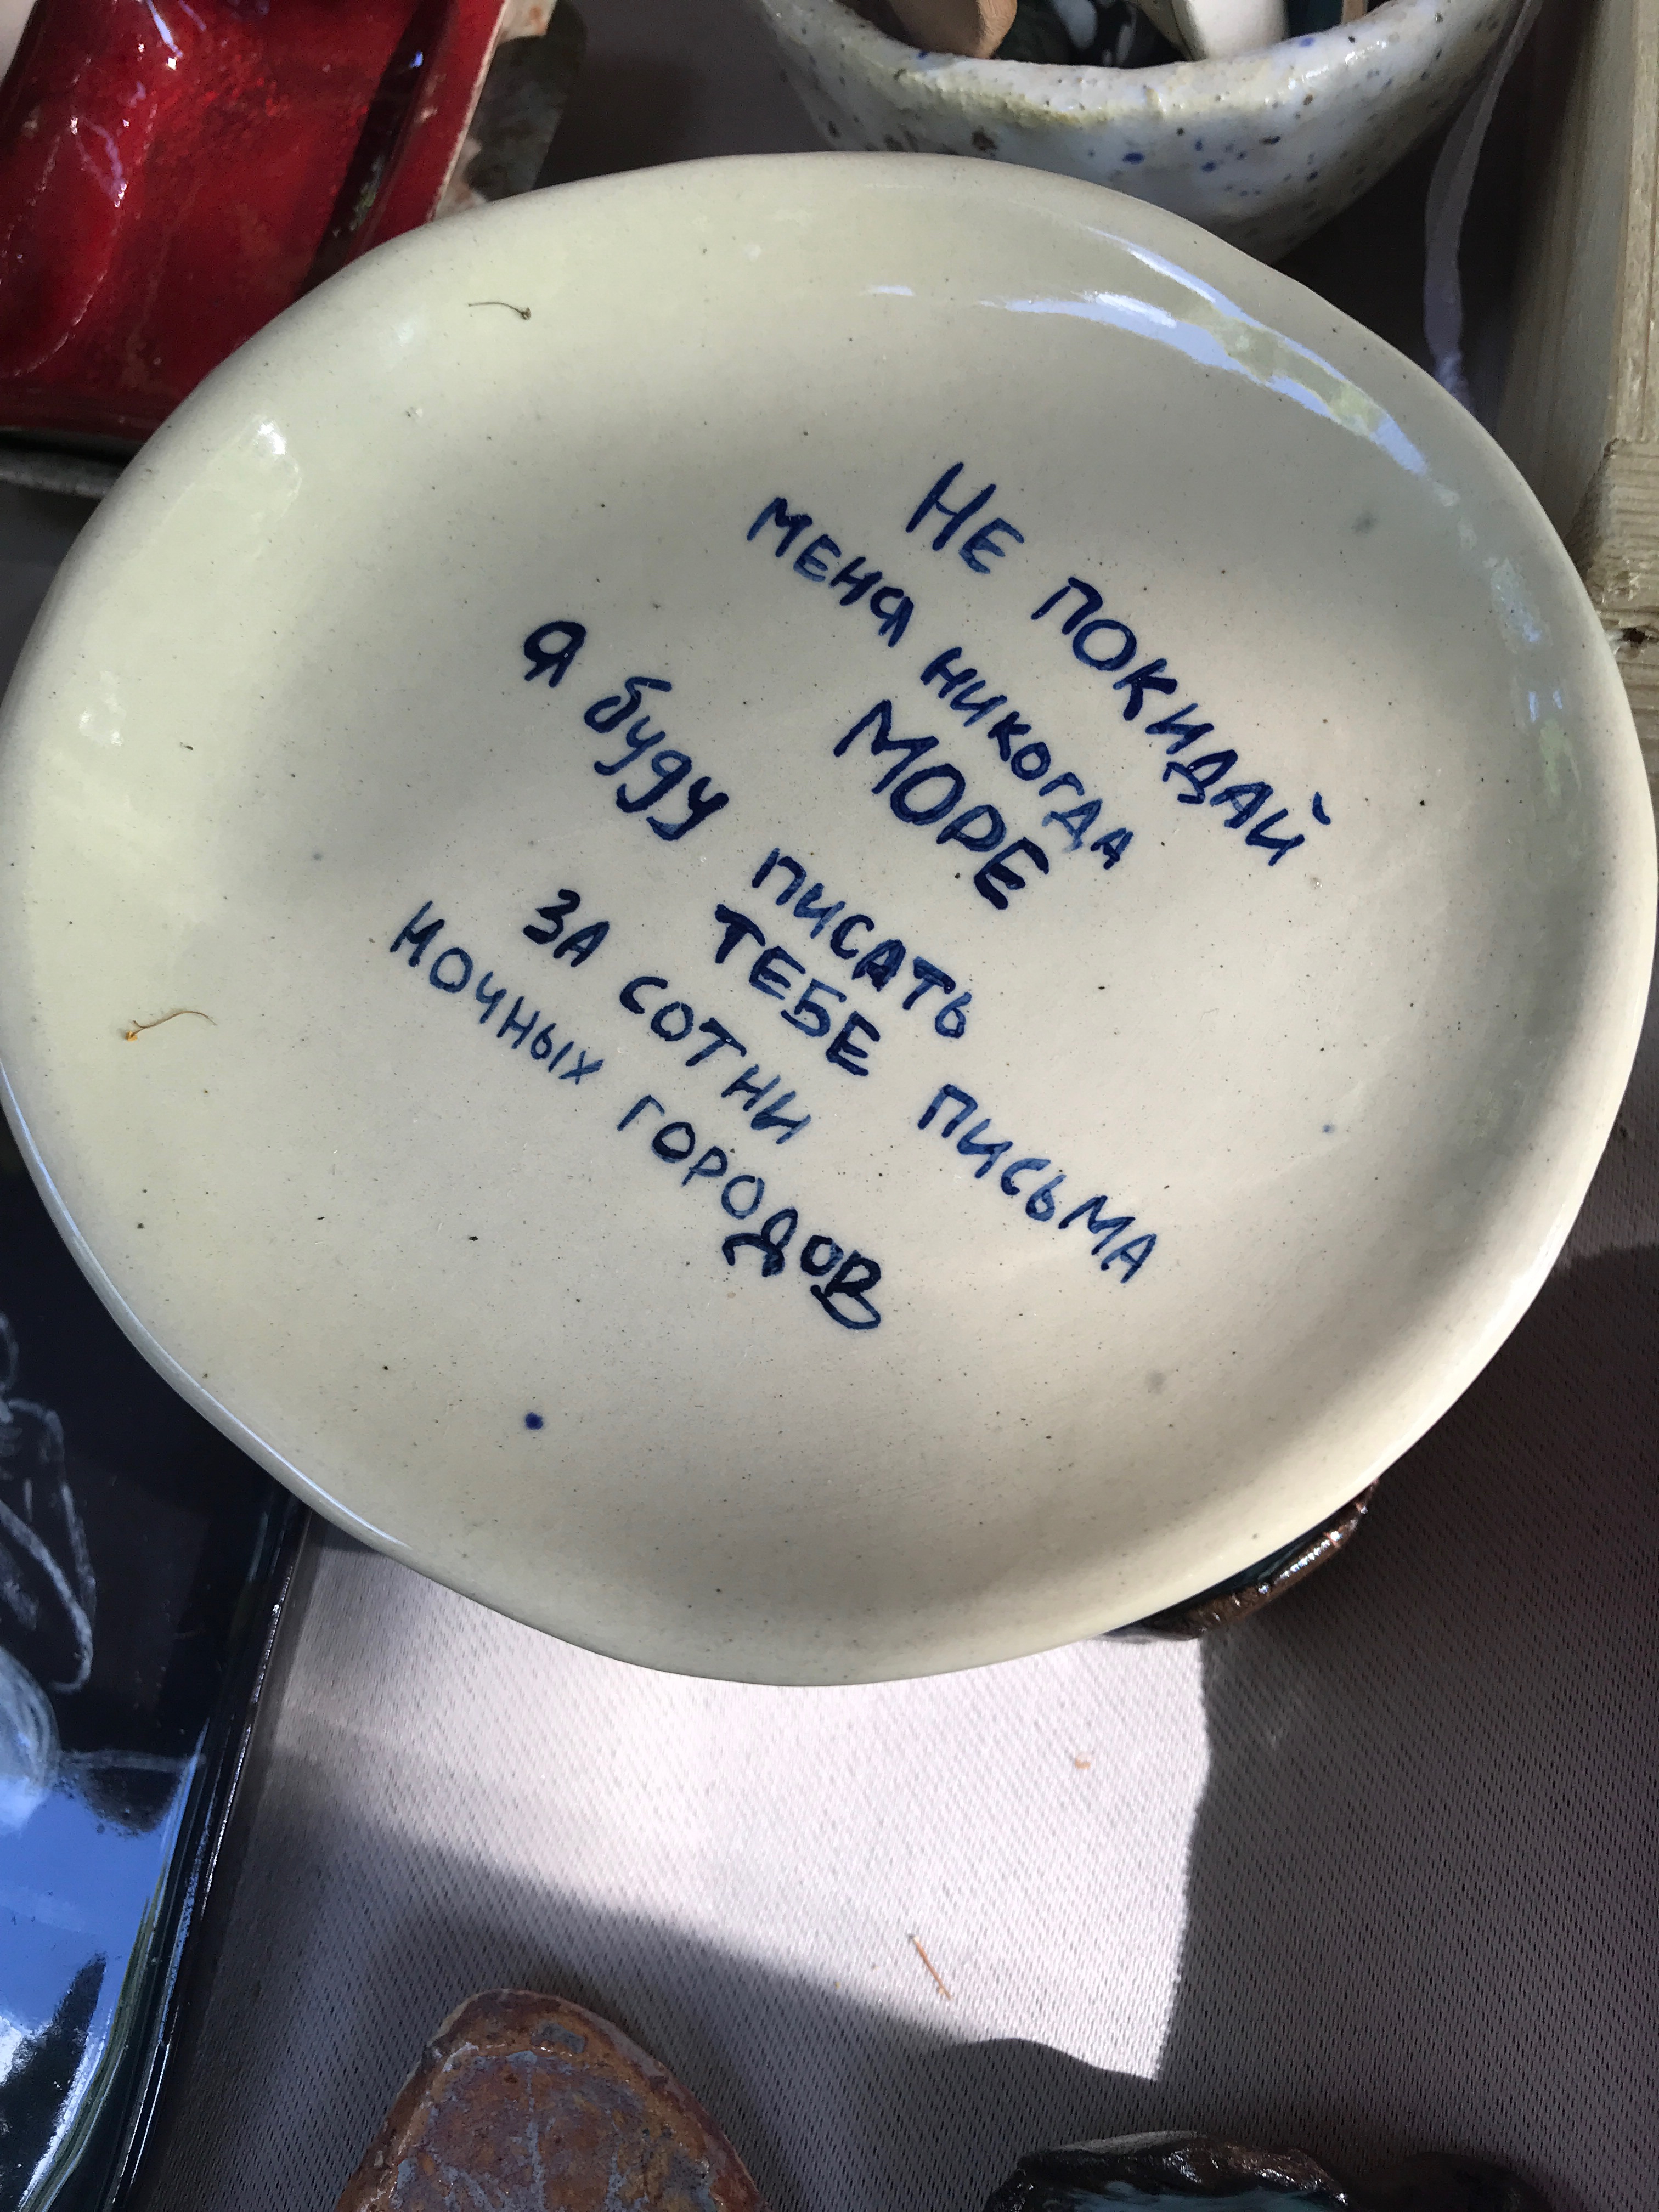 Не покидай
меня никогда
МОРЕ
Я буду писать
ТЕБЕ письма
за сотни
ночных городов